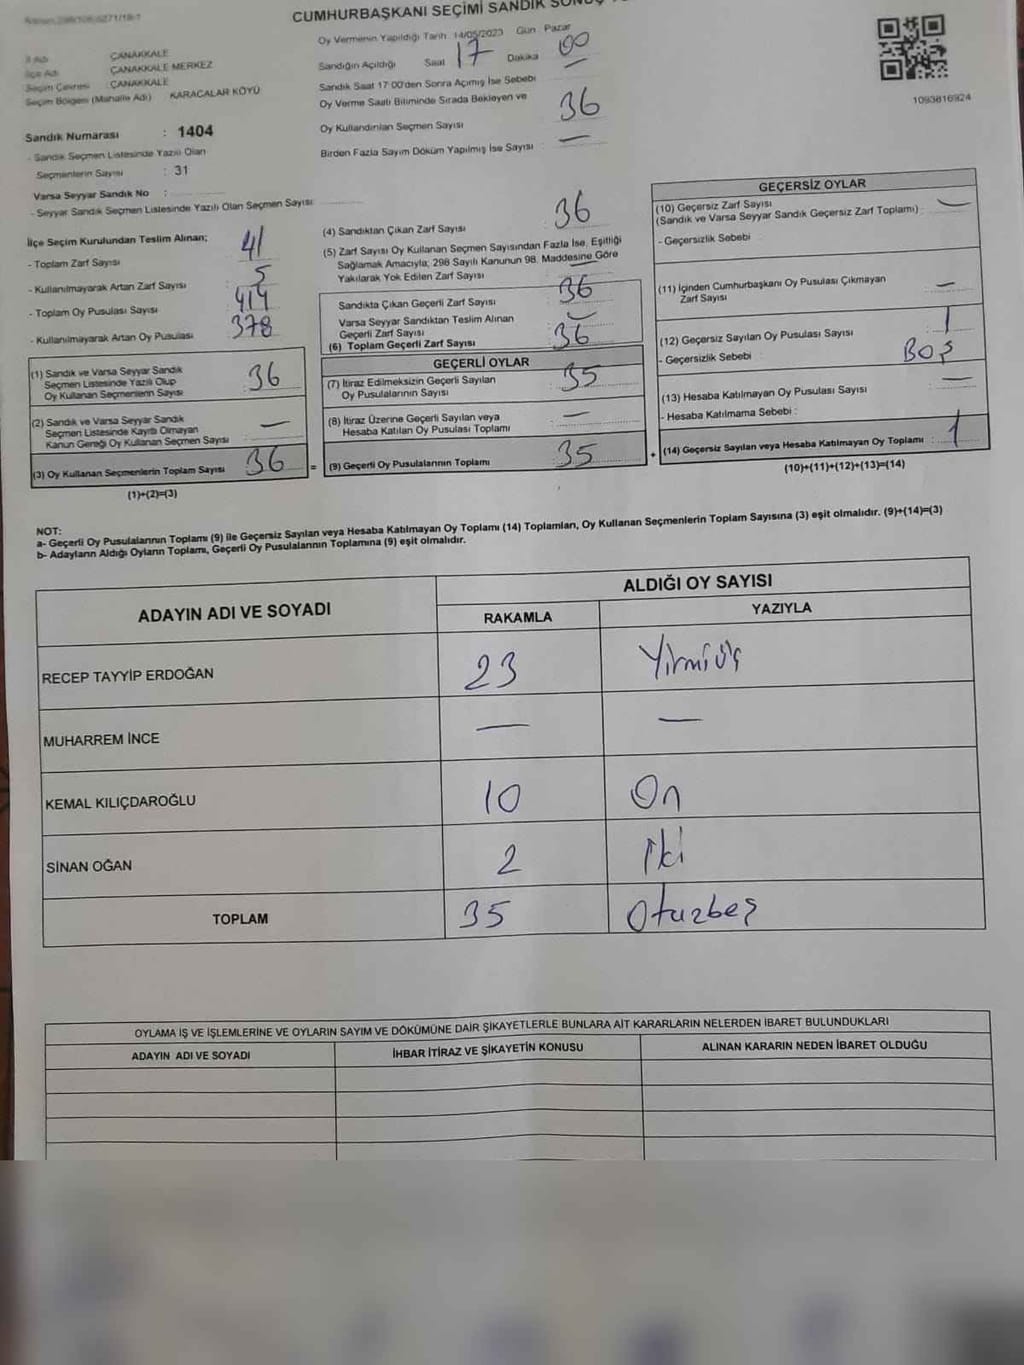 CUMHURBAŞKANI SEÇİMİ SANDIK
Oy Vermenin Yapıldığı Tarih : 14/05/2023 Gün : Pazar
Sandığın Açıldığı Saat 17 Dakika 00
Sandık Saat 17:00'den Sonra Açımış İse Sebebi
Oy Verme Saati Bitiminde Sırada Bekleyen ve
Oy Kullandırılan Seçmen Sayısı 36
Birden Fazla Sayım Döküm Yapılmış İse Sayısı : —
1093816924
İl Adı : ÇANAKKALE
İlçe Adı : ÇANAKKALE MERKEZ
Seçim Çevresi : ÇANAKKALE
Seçim Bölgesi (Mahalle Adı) : KARACALAR KÖYÜ
Sandık Numarası : 1404
- Sandık Seçmen Listesinde Yazılı Olan
Seçmenlerin Sayısı : 31
Varsa Seyyar Sandık No :
- Seyyar Sandık Seçmen Listesinde Yazılı Olan Seçmen Sayısı:
İlçe Seçim Kurulundan Teslim Alınan;
- Toplam Zarf Sayısı : 41
- Kullanılmayarak Artan Zarf Sayısı : 5
- Toplam Oy Pusulası Sayısı : 414
- Kullanılmayarak Artan Oy Pusulası : 378
(1) Sandık ve Varsa Seyyar Sandık
Seçmen Listesinde Yazılı Olup
Oy Kullanan Seçmenlerin Sayısı 36
(2) Sandık ve Varsa Seyyar Sandık
Seçmen Listesinde Kayıtlı Olmayan
Kanun Gereği Oy Kullanan Seçmen Sayısı : —
(3) Oy Kullanan Seçmenlerin Toplam Sayısı : 36
(1)+(2)=(3)
(4) Sandıktan Çıkan Zarf Sayısı : 36
(5) Zarf Sayısı Oy Kullanan Seçmen Sayısından Fazla İse, Eşitliği
Sağlamak Amacıyla; 298 Sayılı Kanunun 98. Maddesine Göre
Yakılarak Yok Edilen Zarf Sayısı : —
Sandıkta Çıkan Geçerli Zarf Sayısı : 36
Varsa Seyyar Sandıktan Teslim Alınan
Geçerli Zarf Sayısı : —
(6) Toplam Geçerli Zarf Sayısı : 36
GEÇERLİ OYLAR
(7) İtiraz Edilmeksizin Geçerli Sayılan
Oy Pusulalarının Sayısı : 35
(8) İtiraz Üzerine Geçerli Sayılan veya
Hesaba Katılan Oy Pusulası Toplamı : —
= (9) Geçerli Oy Pusulalarının Toplamı : 35
GEÇERSİZ OYLAR
(10) Geçersiz Zarf Sayısı
(Sandık ve Varsa Seyyar Sandık Geçersiz Zarf Toplamı) : —
- Geçersizlik Sebebi :
(11) İçinden Cumhurbaşkanı Oy Pusulası Çıkmayan
Zarf Sayısı : —
(12) Geçersiz Sayılan Oy Pusulası Sayısı : 1
- Geçersizlik Sebebi : BOŞ
(13) Hesaba Katılmayan Oy Pusulası Sayısı : —
- Hesaba Katılmama Sebebi :
+ (14) Geçersiz Sayılan veya Hesaba Katılmayan Oy Toplamı : 1
(10)+(11)+(12)+(13)=(14)
NOT:
a- Geçerli Oy Pusulalarının Toplamı (9) ile Geçersiz Sayılan veya Hesaba Katılmayan Oy Toplamı (14) Toplamları, Oy Kullanan Seçmenlerin Toplam Sayısına (3) eşit olmalıdır. (9)+(14)=(3)
b- Adayların Aldığı Oyların Toplamı, Geçerli Oy Pusulalarının Toplamına (9) eşit olmalıdır.
ADAYIN ADI VE SOYADI ALDIĞI OY SAYISI
RAKAMLA YAZIYLA
RECEP TAYYİP ERDOĞAN 23 Yirmiüç
MUHARREM İNCE — —
KEMAL KILIÇDAROĞLU 10 On
SİNAN OĞAN 2 iki
TOPLAM 35 Otuzbeş
OYLAMA İŞ VE İŞLEMLERİNE VE OYLARIN SAYIM VE DÖKÜMÜNE DAİR ŞİKAYETLERLE BUNLARA AİT KARARLARIN NELERDEN İBARET BULUNDUKLARI
ADAYIN ADI VE SOYADI İHBAR İTİRAZ VE ŞİKAYETİN KONUSU ALINAN KARARIN NEDEN İBARET OLDUĞU